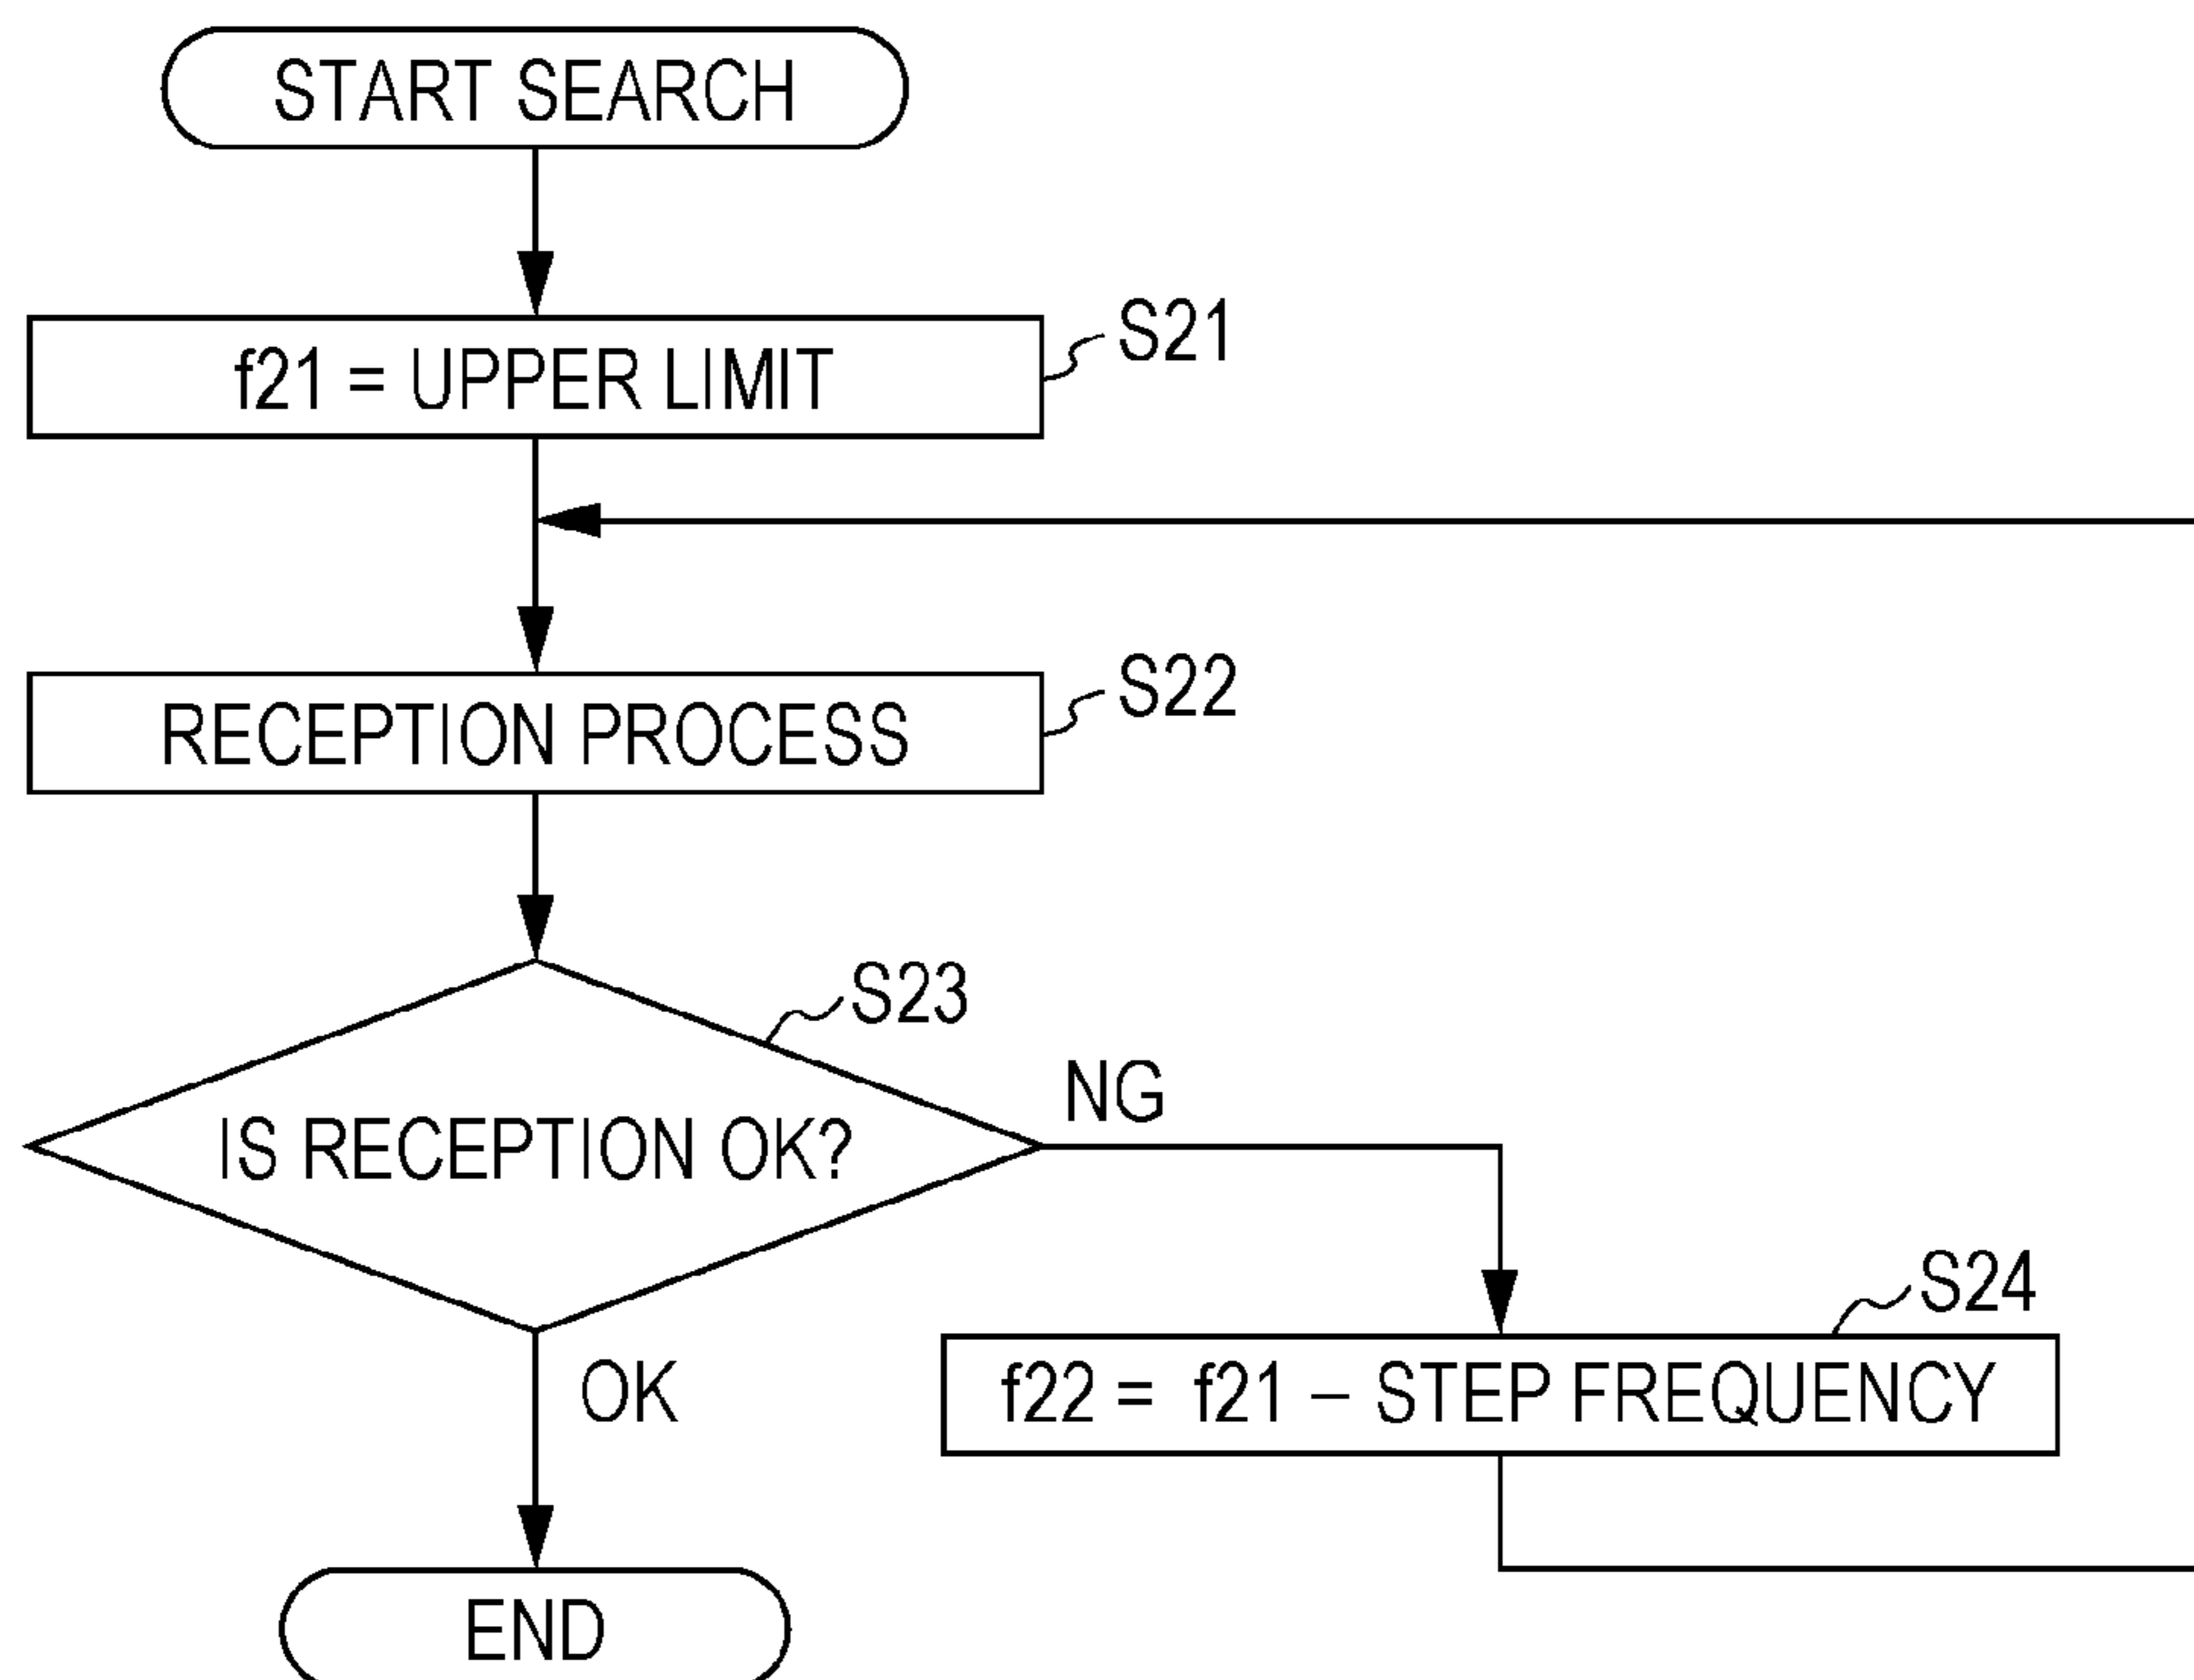 START SEARCH
f21 = UPPER LIMIT
S21
RECEPTION PROCESS
S22
S23
IS RECEPTION OK?
NG
OK
S24
f22 = f21 – STEP FREQUENCY
END